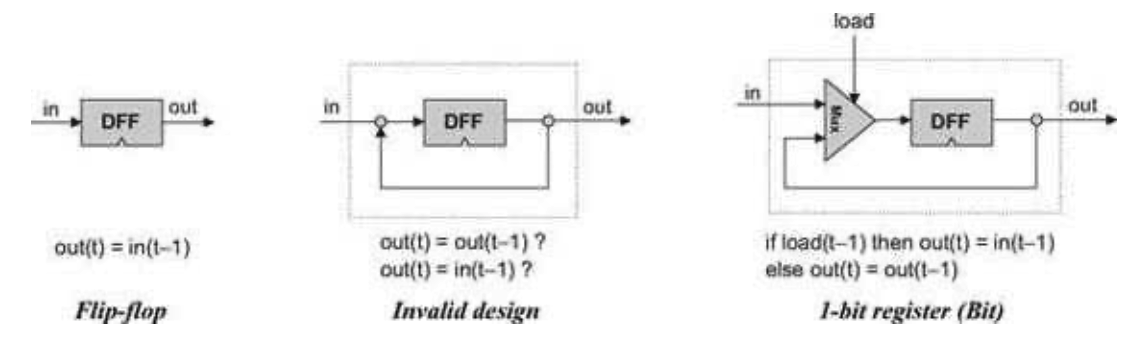 in
DFF
out
out(t) = in(t–1)
Flip-flop
in
DFF
out
out(t) = out(t–1) ?
out(t) = in(t–1) ?
Invalid design
load
in
Mux
DFF
out
if load(t–1) then out(t) = in(t–1)
else out(t) = out(t–1)
1-bit register (Bit)